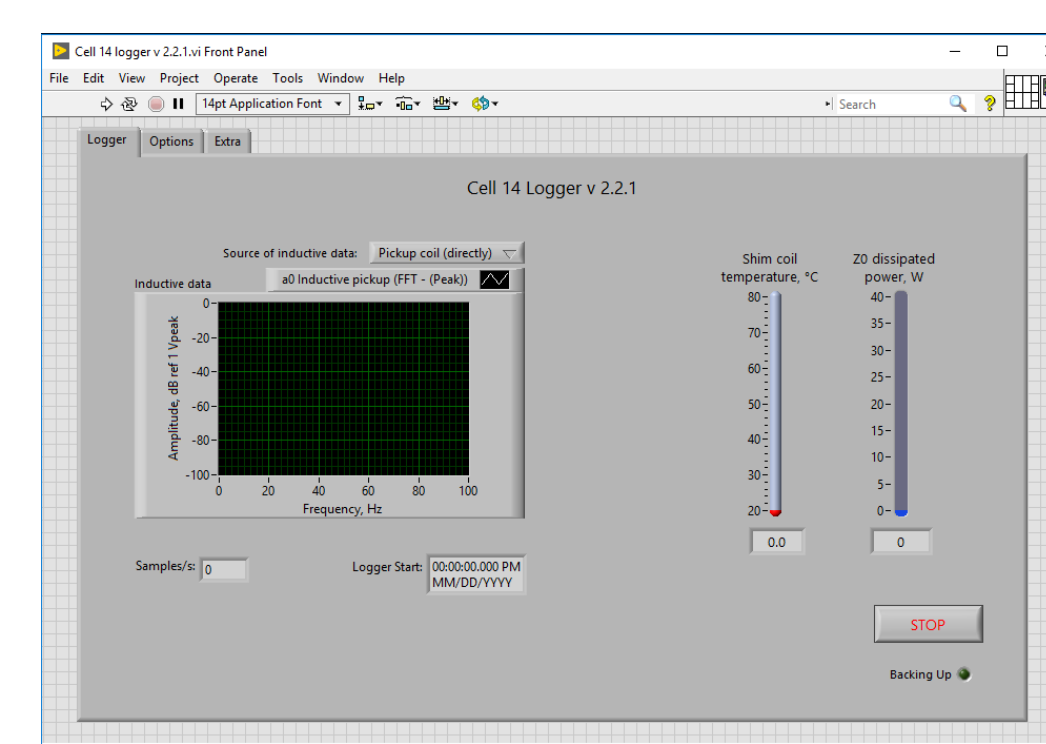 Cell 14 logger v 2.2.1.vi Front Panel
File Edit View Project Operate Tools Window Help
14pt Application Font
Search
Logger Options Extra
Cell 14 Logger v 2.2.1
Source of inductive data: Pickup coil (directly)
Inductive data
a0 Inductive pickup (FFT - (Peak))
Amplitude, dB ref 1 Vpeak
0
-20
-40
-60
-80
-100
0 20 40 60 80 100
Frequency, Hz
Samples/s: 0
Logger Start: 00:00:00.000 PM
MM/DD/YYYY
Shim coil
temperature, °C
80
70
60
50
40
30
20
0.0
Z0 dissipated
power, W
40
35
30
25
20
15
10
5
0
0
STOP
Backing Up